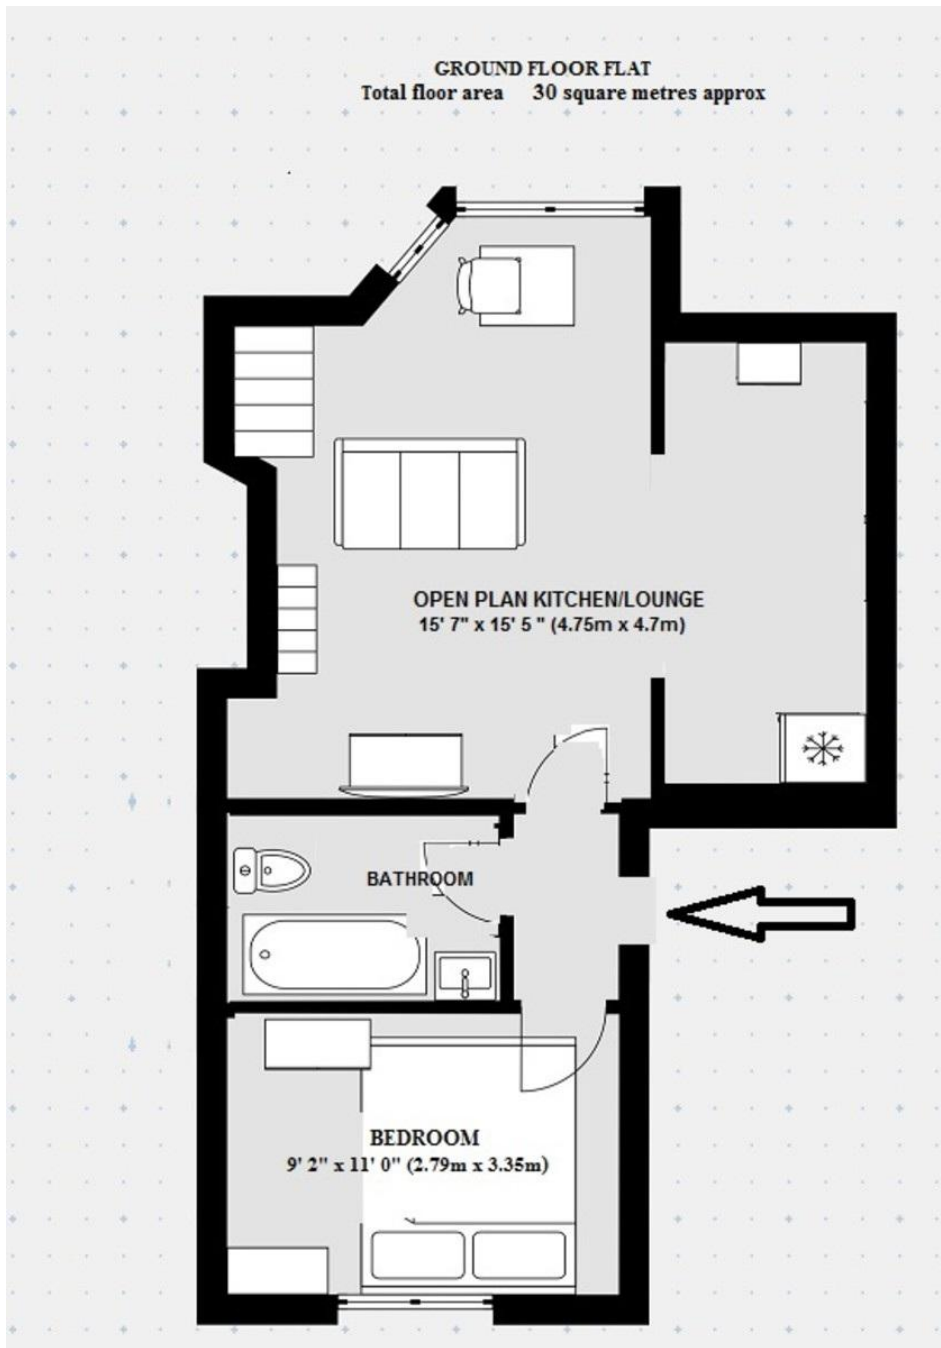 GROUND FLOOR FLAT
Total floor area 30 square metres approx
OPEN PLAN KITCHEN/LOUNGE
15' 7" x 15' 5 " (4.75m x 4.7m)
BATHROOM
BEDROOM
9' 2" x 11' 0" (2.79m x 3.35m)